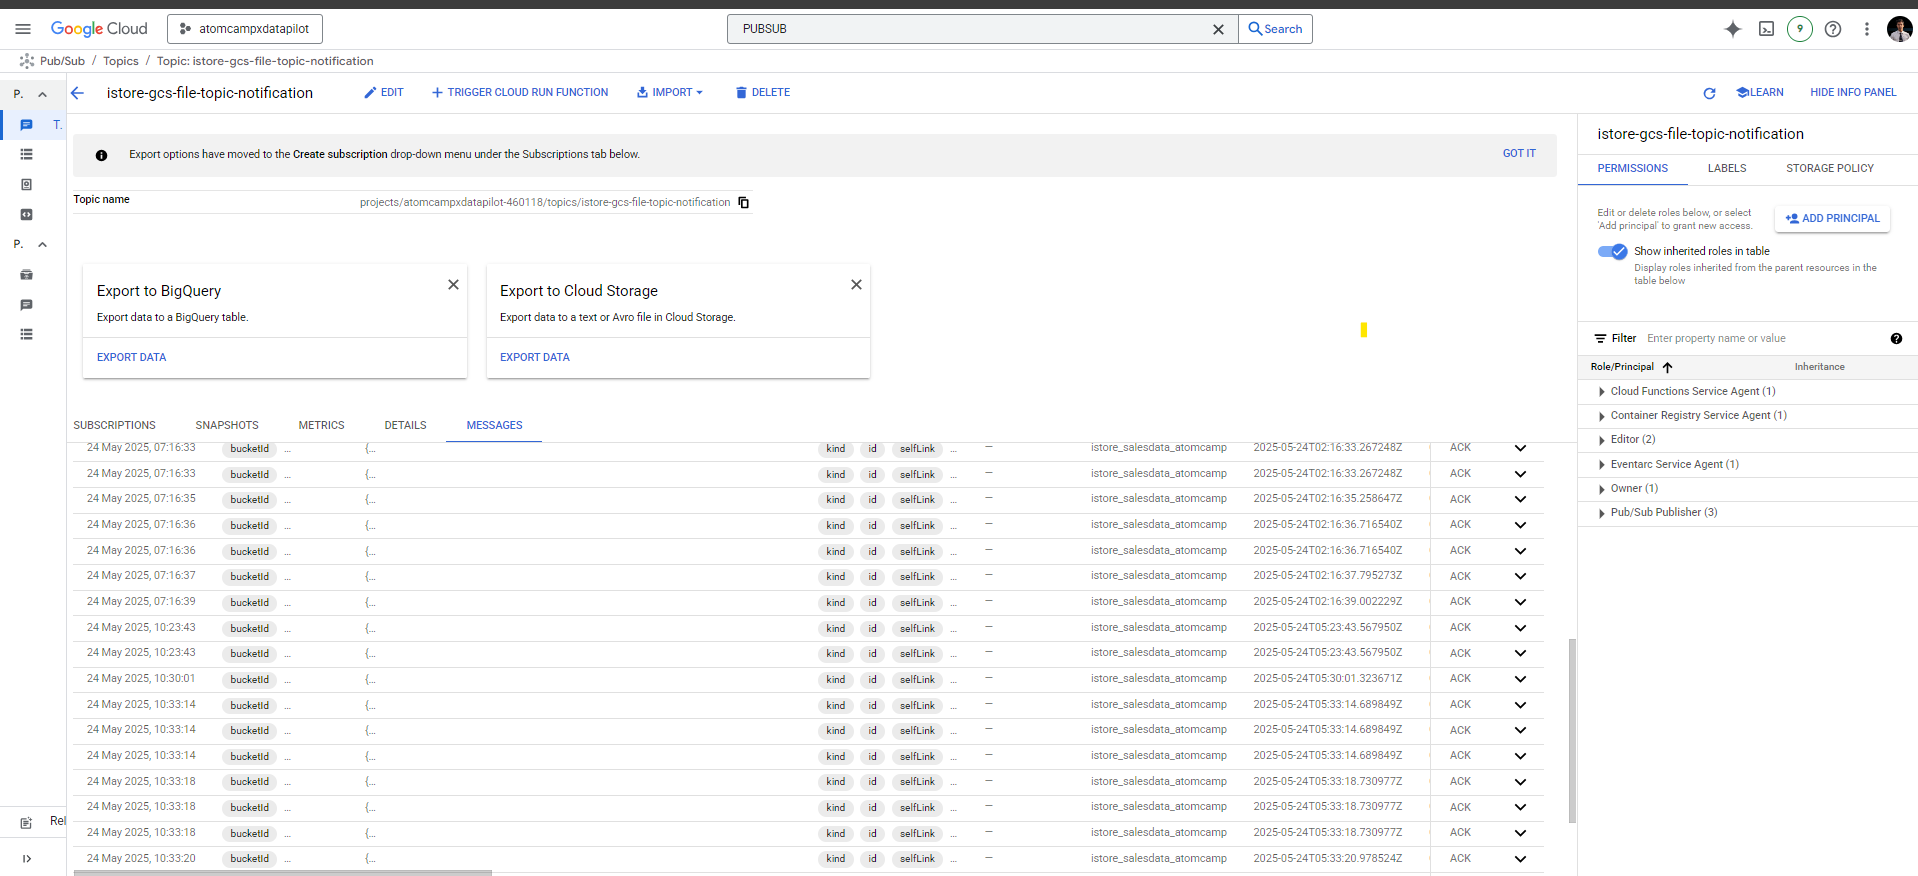 Google Cloud
atomcampxdatapilot
PUBSUB
Search
9
Pub/Sub / Topics / Topic: istore-gcs-file-topic-notification
P.
istore-gcs-file-topic-notification
EDIT
TRIGGER CLOUD RUN FUNCTION
IMPORT
DELETE
LEARN
HIDE INFO PANEL
T.
P.
Rel
Export options have moved to the Create subscription drop-down menu under the Subscriptions tab below.
GOT IT
Topic name
projects/atomcampxdatapilot-460118/topics/istore-gcs-file-topic-notification
Export to BigQuery
Export data to a BigQuery table.
EXPORT DATA
Export to Cloud Storage
Export data to a text or Avro file in Cloud Storage.
EXPORT DATA
SUBSCRIPTIONS SNAPSHOTS METRICS DETAILS MESSAGES
24 May 2025, 07:16:33 bucketId ... {... kind id selfLink ... — istore_salesdata_atomcamp 2025-05-24T02:16:33.267248Z ACK
24 May 2025, 07:16:33 bucketId ... {... kind id selfLink ... — istore_salesdata_atomcamp 2025-05-24T02:16:33.267248Z ACK
24 May 2025, 07:16:35 bucketId ... {... kind id selfLink ... — istore_salesdata_atomcamp 2025-05-24T02:16:35.258647Z ACK
24 May 2025, 07:16:36 bucketId ... {... kind id selfLink ... — istore_salesdata_atomcamp 2025-05-24T02:16:36.716540Z ACK
24 May 2025, 07:16:36 bucketId ... {... kind id selfLink ... — istore_salesdata_atomcamp 2025-05-24T02:16:36.716540Z ACK
24 May 2025, 07:16:37 bucketId ... {... kind id selfLink ... — istore_salesdata_atomcamp 2025-05-24T02:16:37.795273Z ACK
24 May 2025, 07:16:39 bucketId ... {... kind id selfLink ... — istore_salesdata_atomcamp 2025-05-24T02:16:39.002229Z ACK
24 May 2025, 10:23:43 bucketId ... {... kind id selfLink ... — istore_salesdata_atomcamp 2025-05-24T05:23:43.567950Z ACK
24 May 2025, 10:23:43 bucketId ... {... kind id selfLink ... — istore_salesdata_atomcamp 2025-05-24T05:23:43.567950Z ACK
24 May 2025, 10:30:01 bucketId ... {... kind id selfLink ... — istore_salesdata_atomcamp 2025-05-24T05:30:01.323671Z ACK
24 May 2025, 10:33:14 bucketId ... {... kind id selfLink ... — istore_salesdata_atomcamp 2025-05-24T05:33:14.689849Z ACK
24 May 2025, 10:33:14 bucketId ... {... kind id selfLink ... — istore_salesdata_atomcamp 2025-05-24T05:33:14.689849Z ACK
24 May 2025, 10:33:14 bucketId ... {... kind id selfLink ... — istore_salesdata_atomcamp 2025-05-24T05:33:14.689849Z ACK
24 May 2025, 10:33:18 bucketId ... {... kind id selfLink ... — istore_salesdata_atomcamp 2025-05-24T05:33:18.730977Z ACK
24 May 2025, 10:33:18 bucketId ... {... kind id selfLink ... — istore_salesdata_atomcamp 2025-05-24T05:33:18.730977Z ACK
24 May 2025, 10:33:18 bucketId ... {... kind id selfLink ... — istore_salesdata_atomcamp 2025-05-24T05:33:18.730977Z ACK
24 May 2025, 10:33:20 bucketId ... {... kind id selfLink ... — istore_salesdata_atomcamp 2025-05-24T05:33:20.978524Z ACK
istore-gcs-file-topic-notification
PERMISSIONS LABELS STORAGE POLICY
Edit or delete roles below, or select
'Add principal' to grant new access.
ADD PRINCIPAL
Show inherited roles in table
Display roles inherited from the parent resources in the
table below
Filter Enter property name or value
Role/Principal Inheritance
Cloud Functions Service Agent (1)
Container Registry Service Agent (1)
Editor (2)
Eventarc Service Agent (1)
Owner (1)
Pub/Sub Publisher (3)